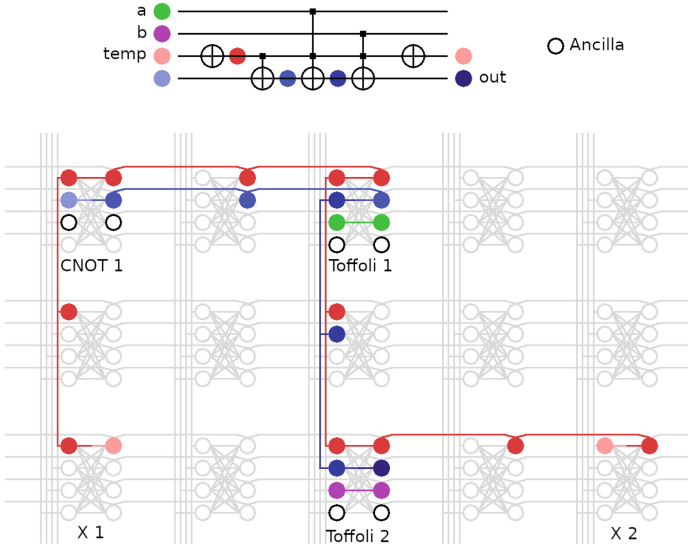 a
b
temp
out
Ancilla
CNOT 1
Toffoli 1
X 1
Toffoli 2
X 2